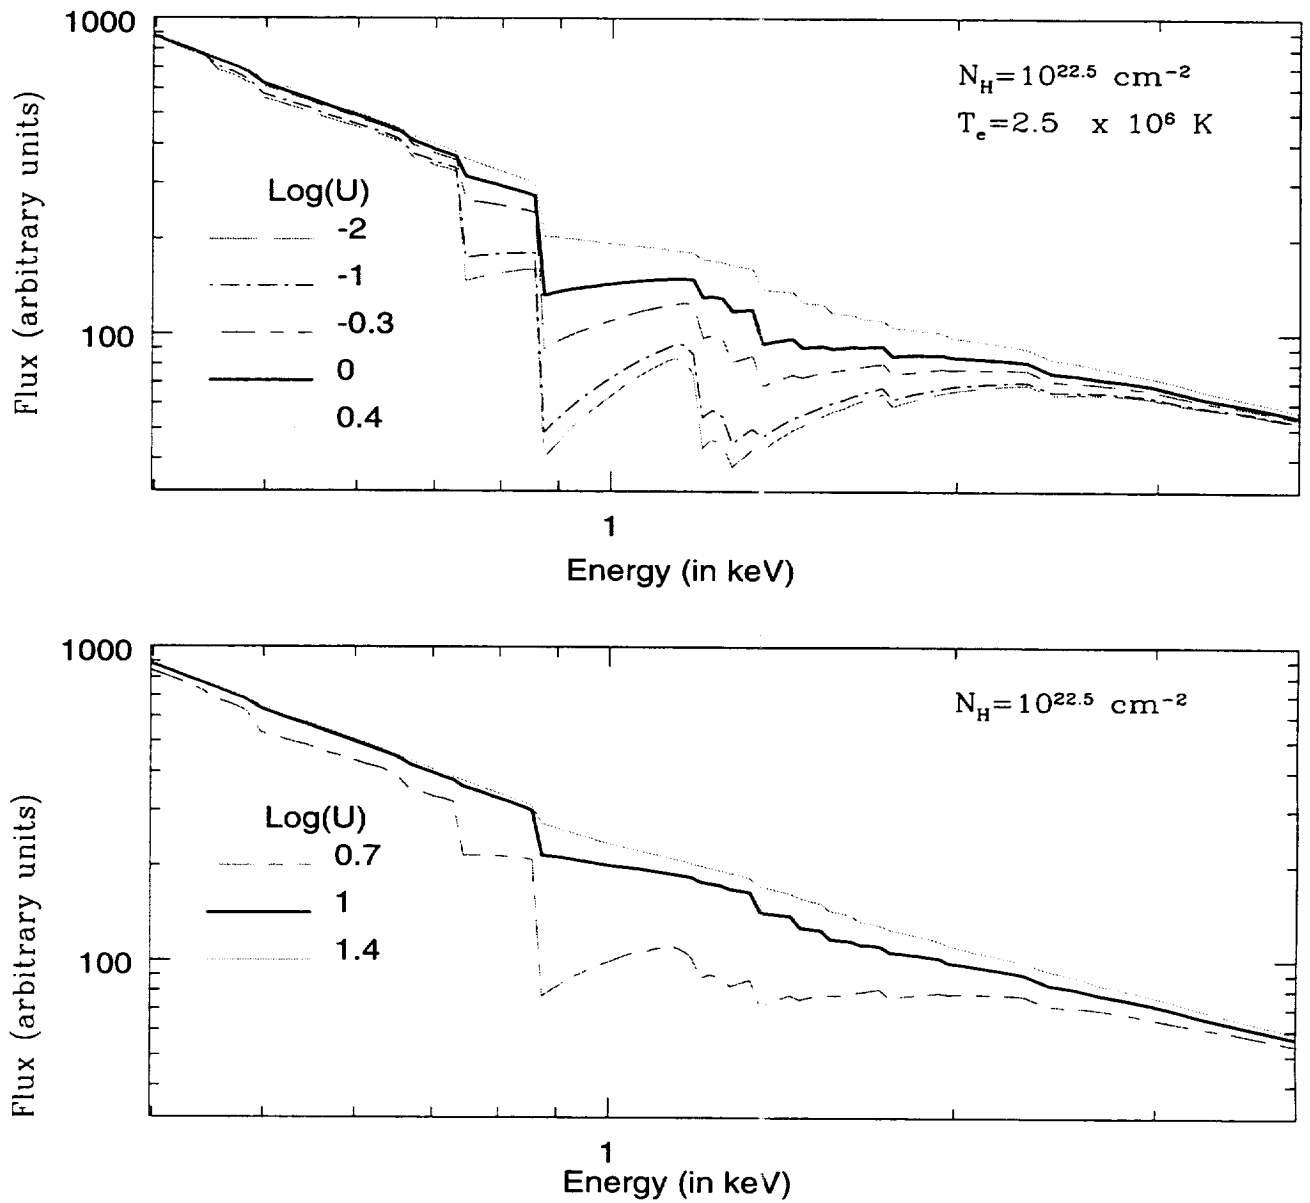 1000
N_H=10^22.5 cm^-2
T_e=2.5 x 10^6 K
Flux (arbitrary units)
Log(U)
-2
-1
-0.3
0
0.4
100
1
Energy (in keV)
1000
N_H=10^22.5 cm^-2
Flux (arbitrary units)
Log(U)
0.7
1
1.4
100
1
Energy (in keV)